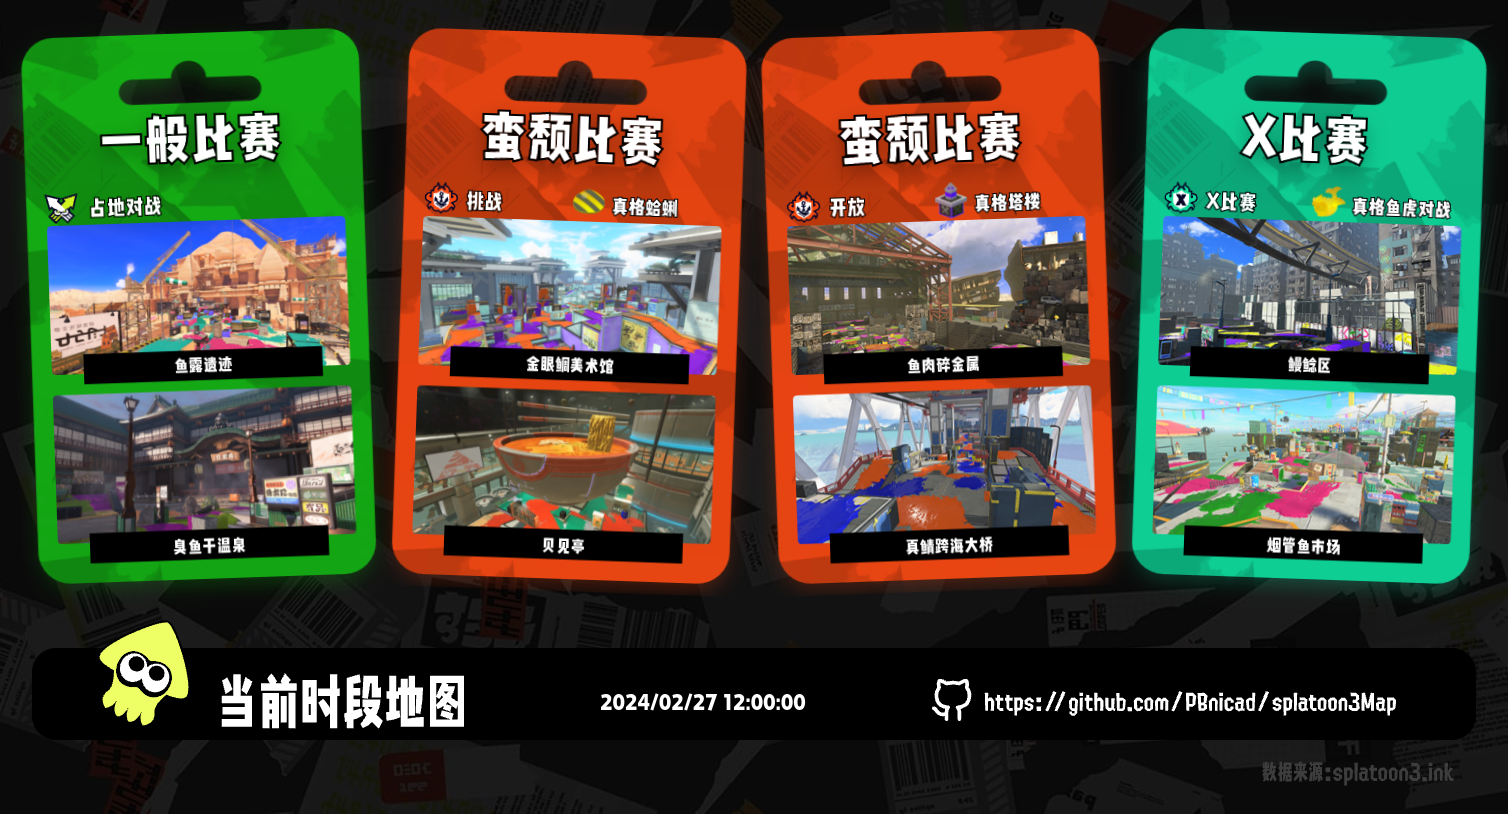 一般比赛
占地对战
鱼露遗迹
臭鱼干温泉
蛮颓比赛
挑战
真格蛤蜊
金眼鲷美术馆
贝见亭
蛮颓比赛
开放
真格塔楼
鱼肉碎金属
真鲭跨海大桥
X比赛
X比赛
真格鱼虎对战
鳗鲶区
烟管鱼市场
当前时段地图
2024/02/27 12:00:00
https://github.com/PBnicad/splatoon3Map
数据来源:splatoon3.ink